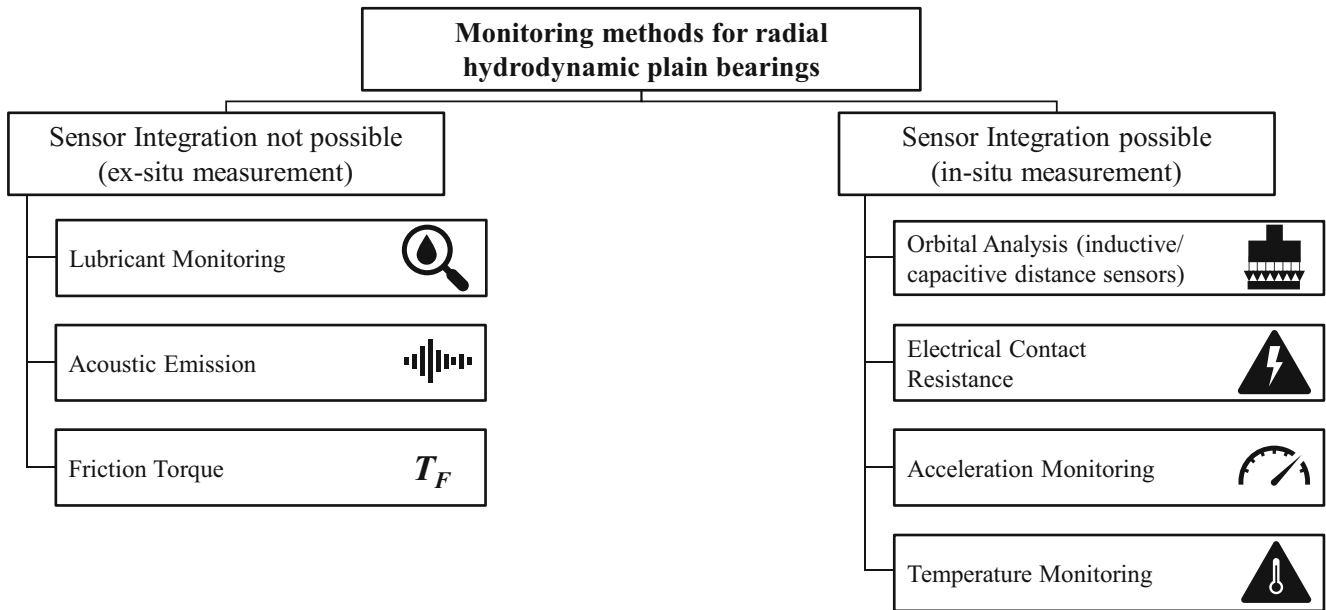 Monitoring methods for radial
hydrodynamic plain bearings
Sensor Integration not possible
(ex-situ measurement)
Lubricant Monitoring
Acoustic Emission
Friction Torque
T_F
Sensor Integration possible
(in-situ measurement)
Orbital Analysis (inductive/
capacitive distance sensors)
Electrical Contact
Resistance
Acceleration Monitoring
Temperature Monitoring